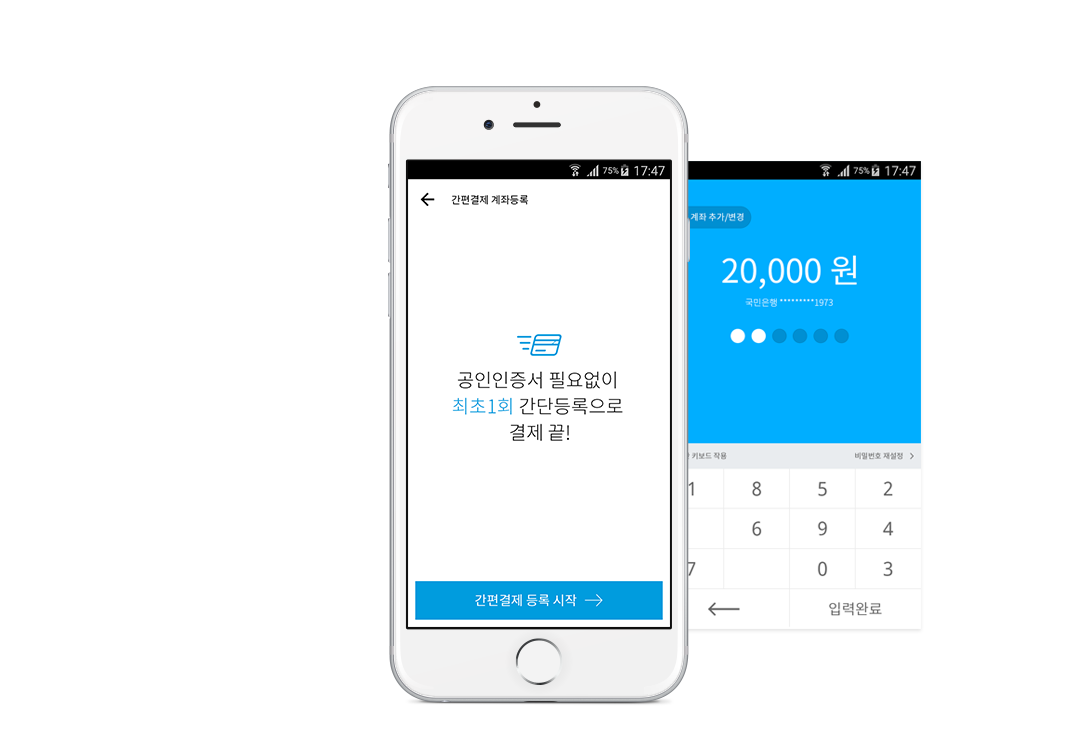 75% 17:47
간편결제 계좌등록
공인인증서 필요없이
최초1회 간단등록으로
결제 끝!
간편결제 등록 시작
75% 17:47
계좌 추가/변경
20,000 원
국민은행 *********1973
키보드 작용
비밀번호 재설정
1 8 5 2
6 9 4
7 0 3
입력완료